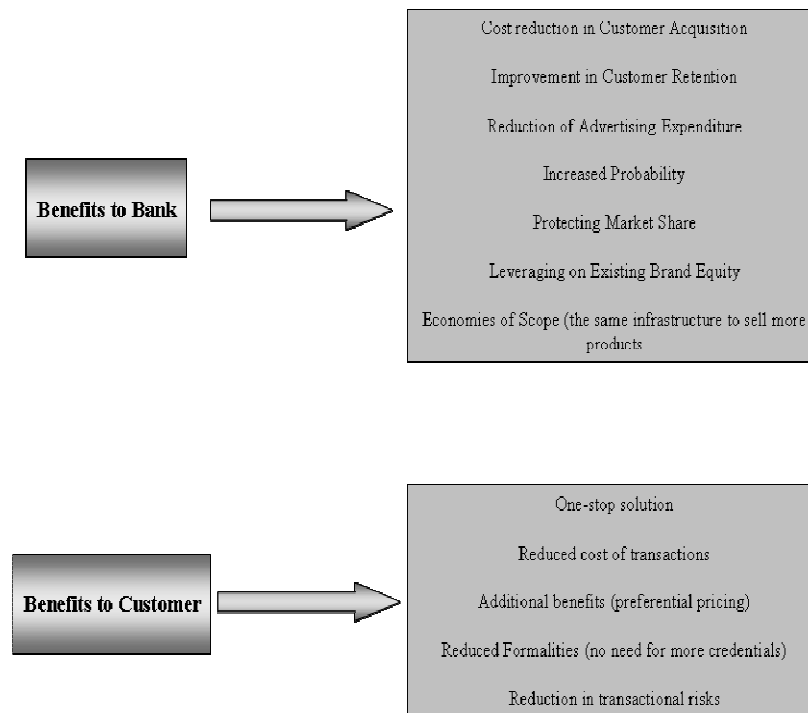 Benefits to Bank
Cost reduction in Customer Acquisition
Improvement in Customer Retention
Reduction of Advertising Expenditure
Increased Probability
Protecting Market Share
Leveraging on Existing Brand Equity
Economies of Scope (the same infrastructure to sell more
products
Benefits to Customer
One-stop solution
Reduced cost of transactions
Additional benefits (preferential pricing)
Reduced Formalities (no need for more credentials)
Reduction in transactional risks